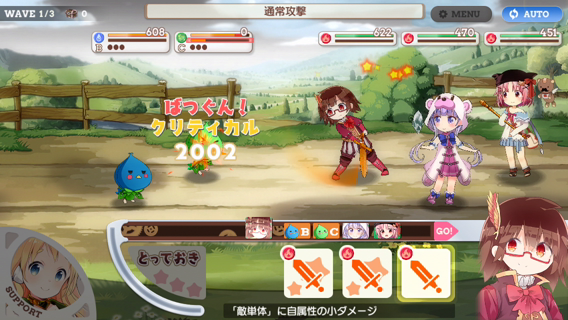 WAVE 1/3
0
通常攻撃
MENU
AUTO
608
B
0
C
622
470
451
ばつぐん!
クリティカル
2002
B
C
GO!
とっておき
SUPPORT
「敵単体」に自属性の小ダメージ